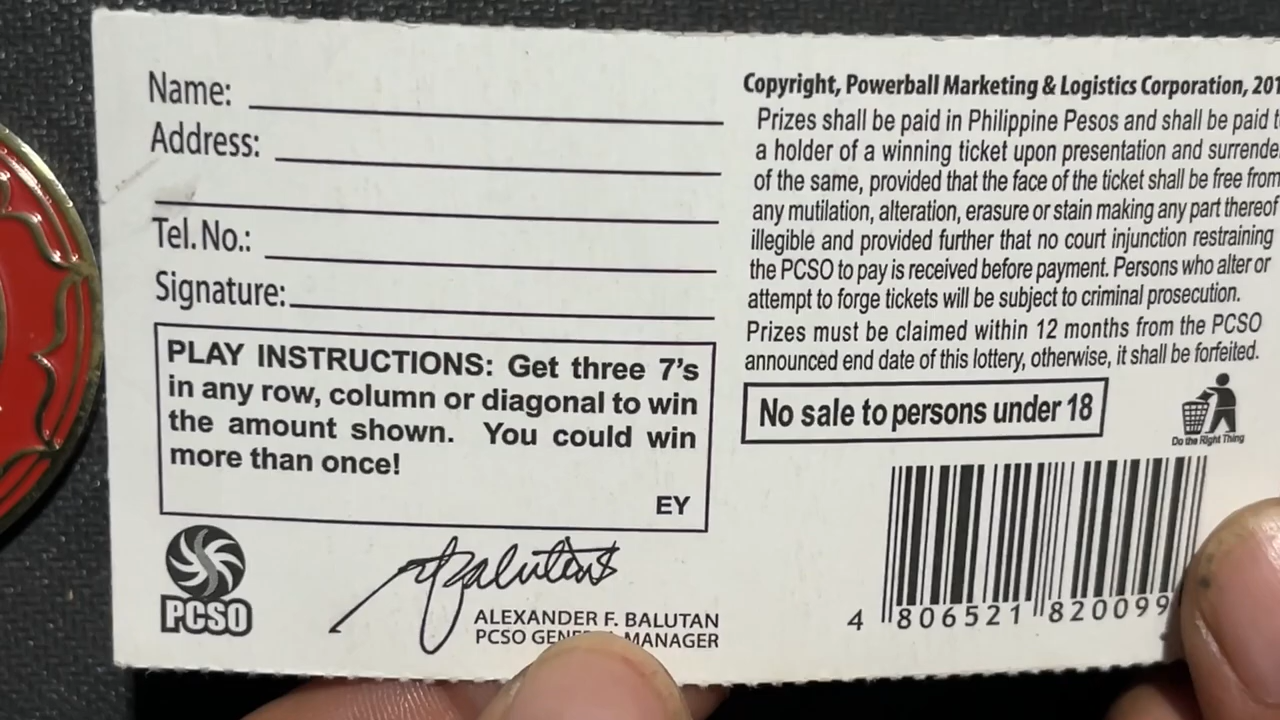 Name:
Address:
Tel. No.:
Signature:
PLAY INSTRUCTIONS: Get three 7's
in any row, column or diagonal to win
the amount shown. You could win
more than once!
EY
PCSO
ALEXANDER F. BALUTAN
PCSO MANAGER
Copyright, Powerball Marketing & Logistics Corporation,
Prizes shall be paid in Philippine Pesos and shall be paid
a holder of a winning ticket upon presentation and
of the same, provided that the face of the ticket shall be free from
any mutilation, alteration, erasure or stain making any part thereof
illegible and provided further that no court injunction restraining
the PCSO to pay is received before payment. Persons who alter or
attempt to forge tickets will be subject to criminal prosecution.
Prizes must be claimed within 12 months from the PCSO
announced end date of this lottery, otherwise, it shall be forfeited.
No sale to persons under 18
Do the Right Thing
4 806521 820099